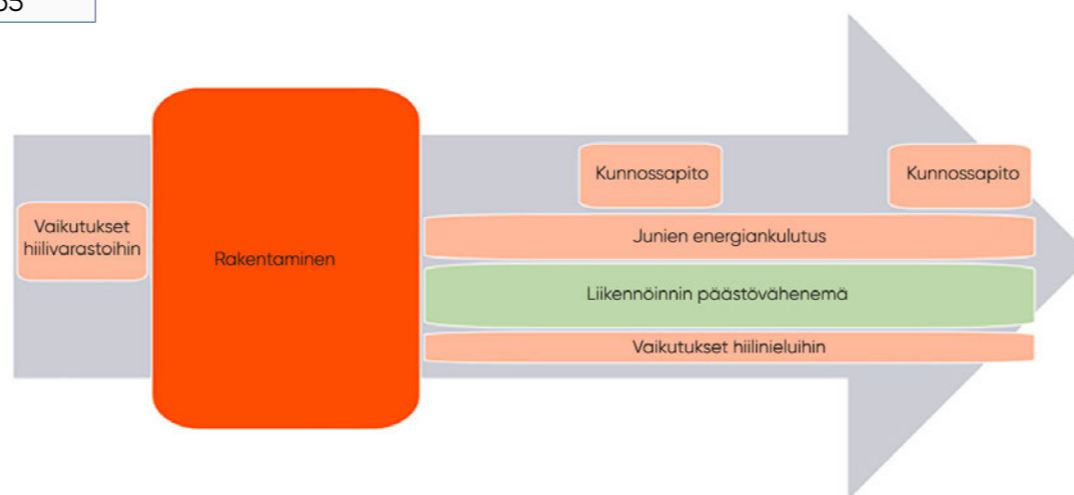 Vaikutukset
hiilivarastoihin
Rakentaminen
Kunnossapito
Kunnossapito
Junien energiankulutus
Liikennöinnin päästövähenemä
Vaikutukset hiilinieluihin